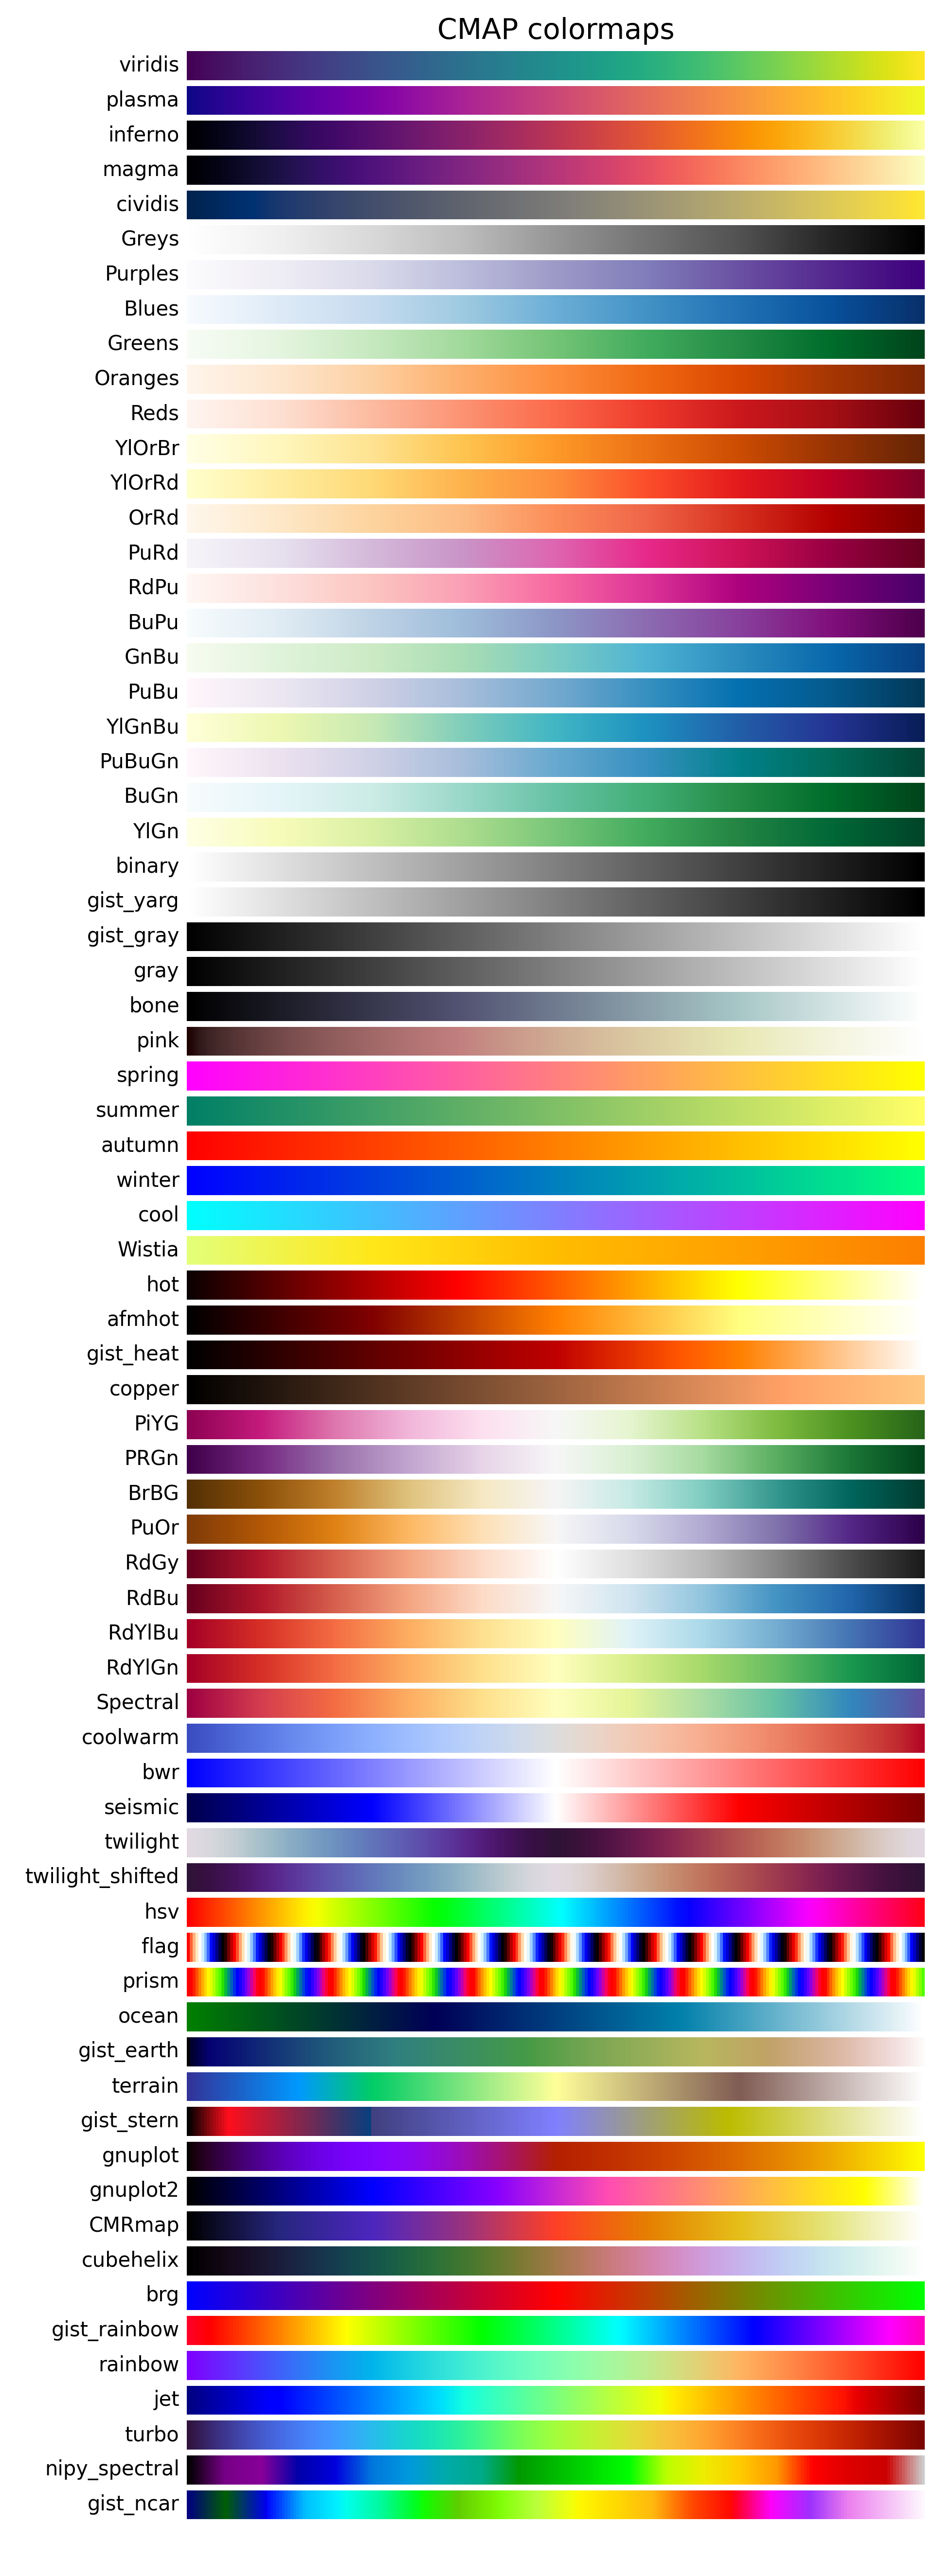 CMAP colormaps
viridis
plasma
inferno
magma
cividis
Greys
Purples
Blues
Greens
Oranges
Reds
YlOrBr
YlOrRd
OrRd
PuRd
RdPu
BuPu
GnBu
PuBu
YlGnBu
PuBuGn
BuGn
YlGn
binary
gist_yarg
gist_gray
gray
bone
pink
spring
summer
autumn
winter
cool
Wistia
hot
afmhot
gist_heat
copper
PiYG
PRGn
BrBG
PuOr
RdGy
RdBu
RdYlBu
RdYlGn
Spectral
coolwarm
bwr
seismic
twilight
twilight_shifted
hsv
flag
prism
ocean
gist_earth
terrain
gist_stern
gnuplot
gnuplot2
CMRmap
cubehelix
brg
gist_rainbow
rainbow
jet
turbo
nipy_spectral
gist_ncar